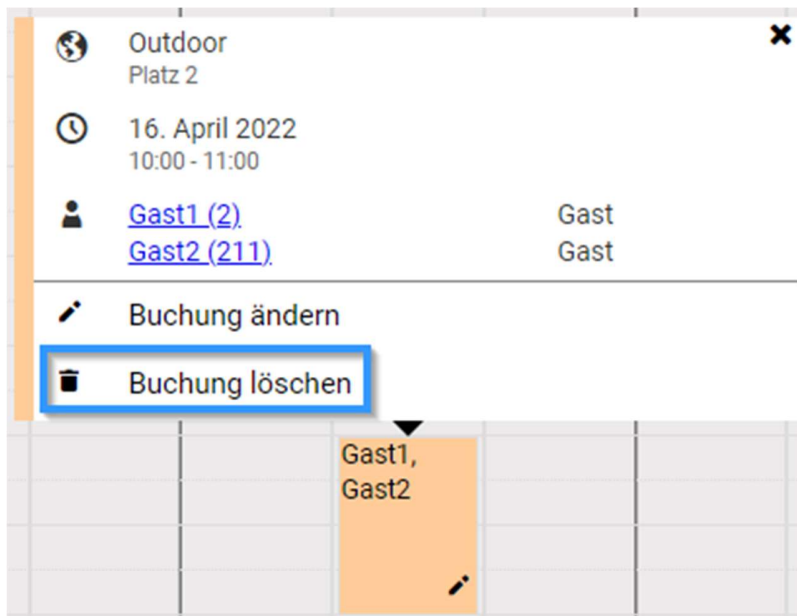 Outdoor
Platz 2
16. April 2022
10:00 - 11:00
Gast1 (2) Gast
Gast2 (211) Gast
Buchung ändern
Buchung löschen
Gast1,
Gast2